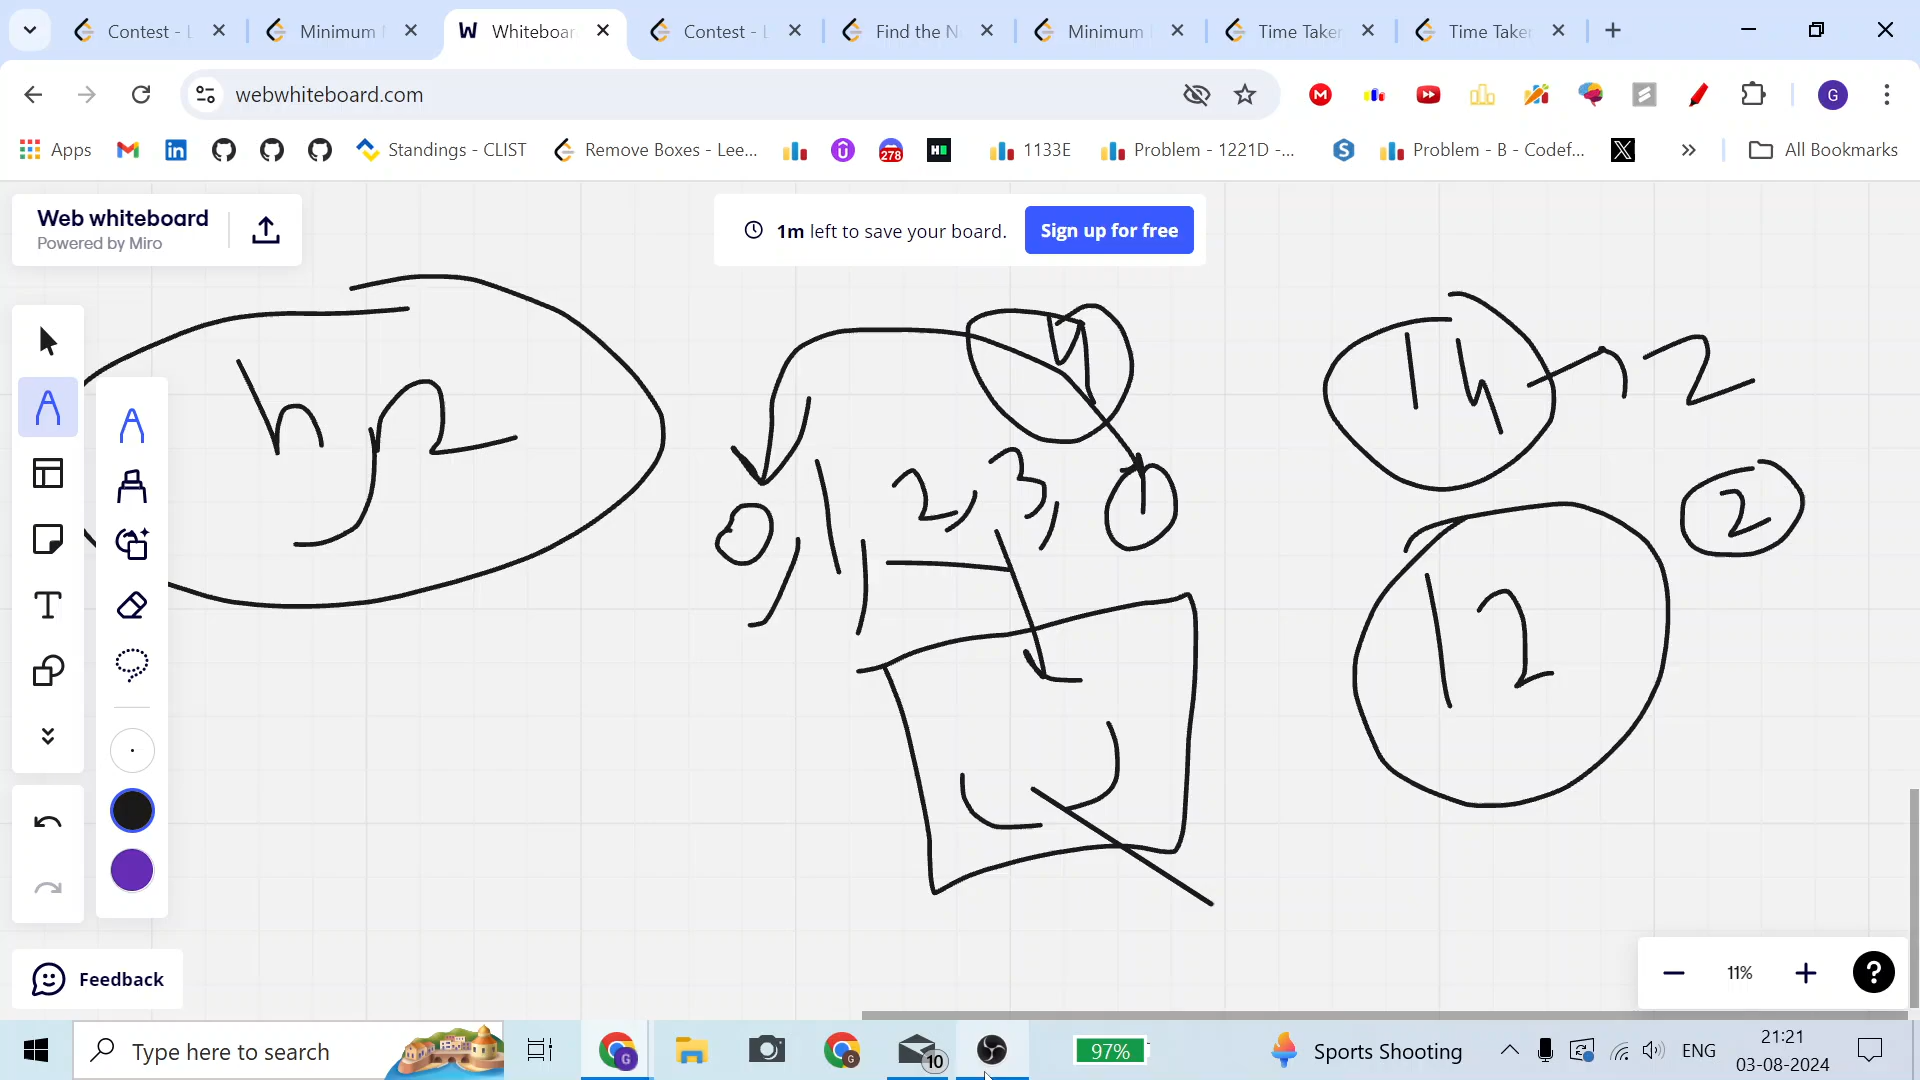 Contest - L
Minimum
Whiteboar
Contest - L
Find the N
Minimum
Time Taker
Time Taker
webwhiteboard.com
G
Apps
Standings - CLIST
Remove Boxes - Lee...
278
1133E
Problem - 1221D -...
Problem - B - Codef...
All Bookmarks
Web whiteboard
Powered by Miro
1m left to save your board.
Sign up for free
14
2
0, 1, 2, 3, 1
2
12
Feedback
11%
Type here to search
10
97%
Sports Shooting
ENG
21:21
03-08-2024